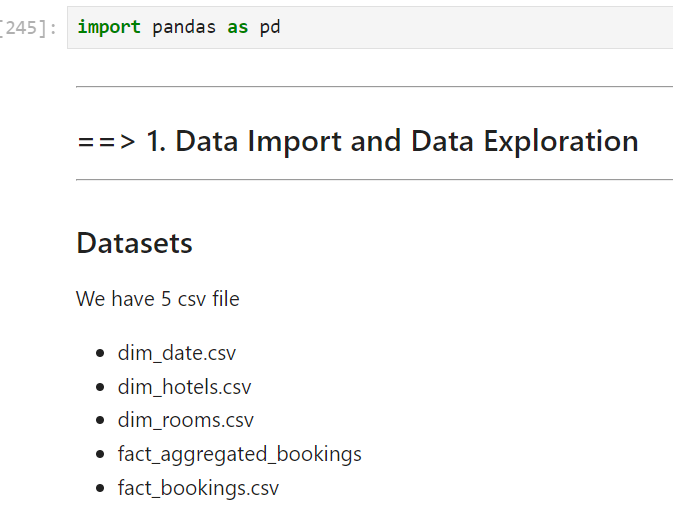 [245]: import pandas as pd
==> 1. Data Import and Data Exploration
Datasets
We have 5 csv file
• dim_date.csv
• dim_hotels.csv
• dim_rooms.csv
• fact_aggregated_bookings
• fact_bookings.csv